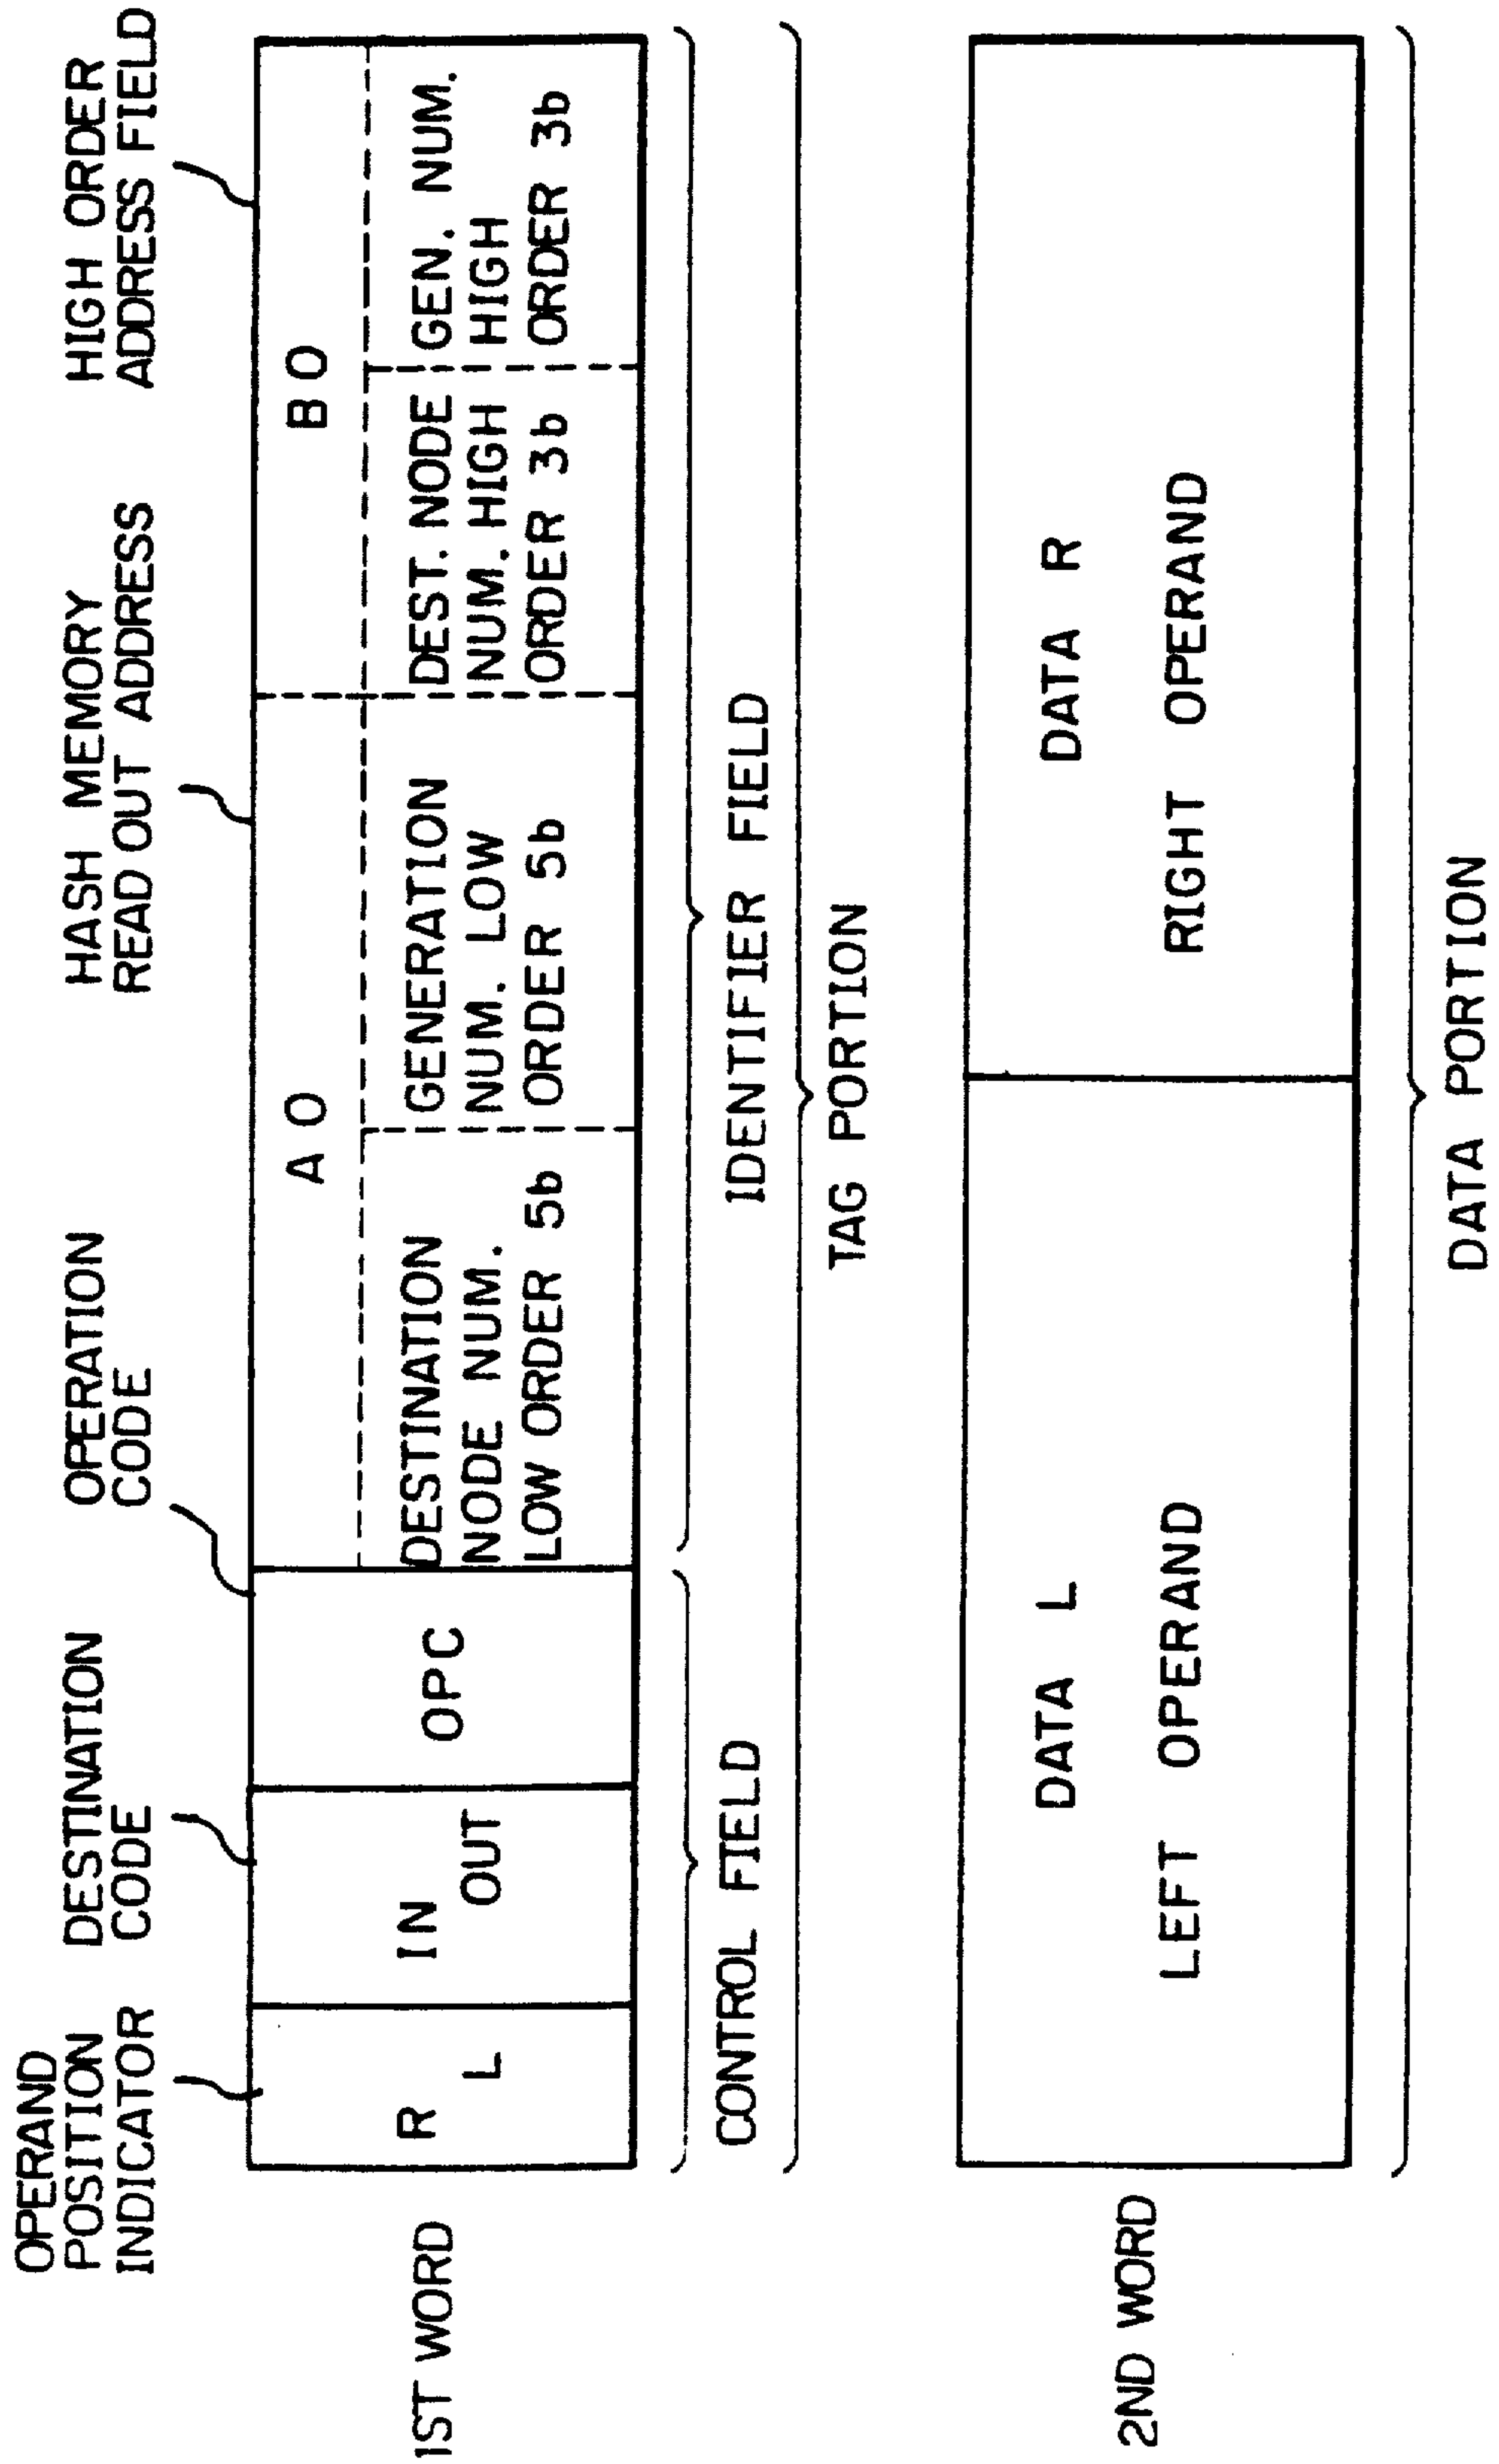 OPERAND
POSITION
INDICATOR
DESTINATION
CODE
OPERATION
CODE
HASH MEMORY
READ OUT ADDRESS
HIGH ORDER
ADDRESS FIELD
1ST WORD
R
L
IN
OUT
OPC
A O
DESTINATION
NODE NUM.
LOW ORDER 5b
GENERATION
NUM. LOW
ORDER 5b
B O
DEST. NODE
NUM. HIGH
ORDER 3b
GEN. NUM.
HIGH
ORDER 3b
CONTROL FIELD
IDENTIFIER FIELD
TAG PORTION
2ND WORD
DATA L
LEFT OPERAND
DATA R
RIGHT OPERAND
DATA PORTION